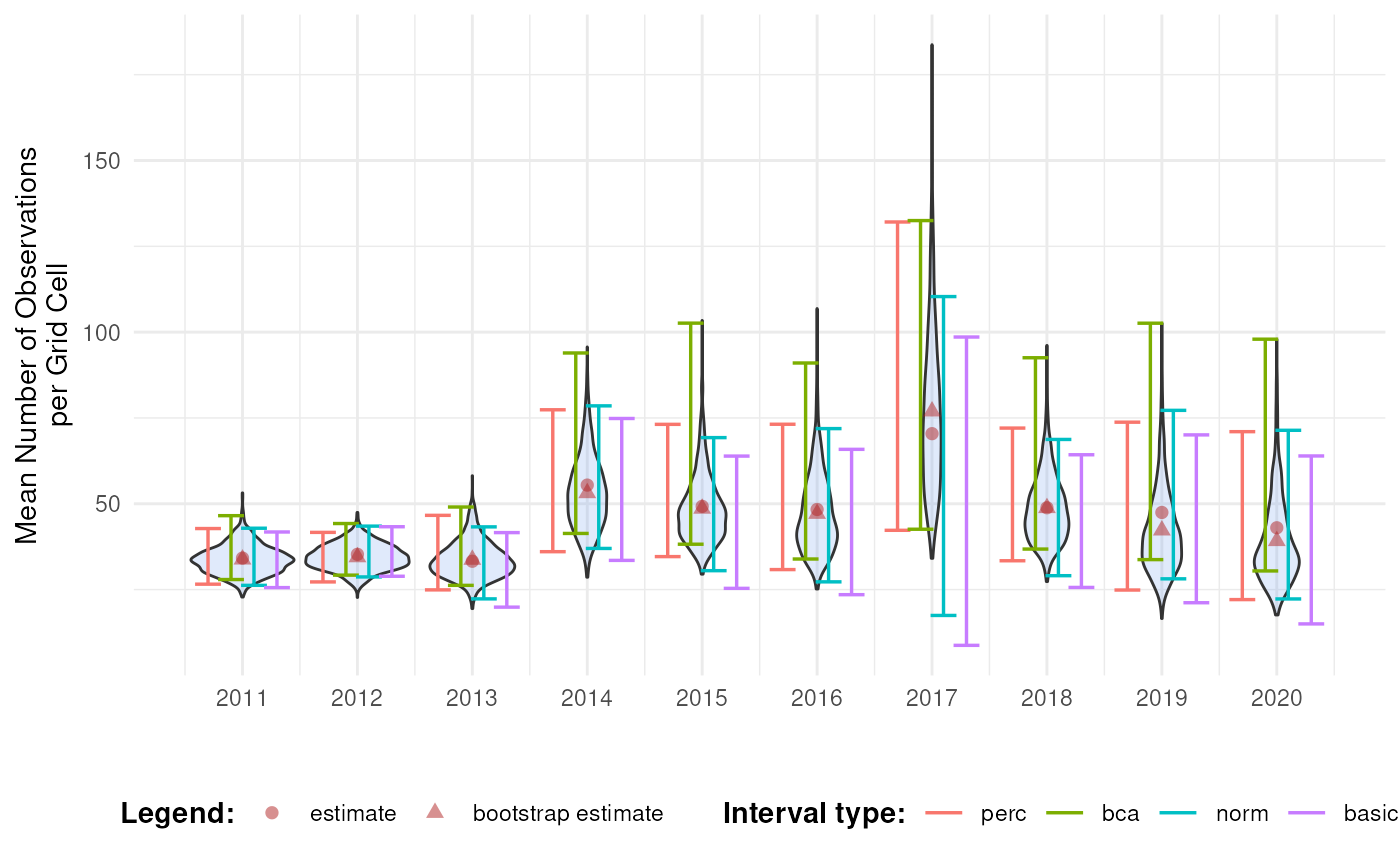 Mean Number of Observations
per Grid Cell
150
100
50
2011 2012 2013 2014 2015 2016 2017 2018 2019 2020
Legend: estimate bootstrap estimate Interval type: perc bca norm basic